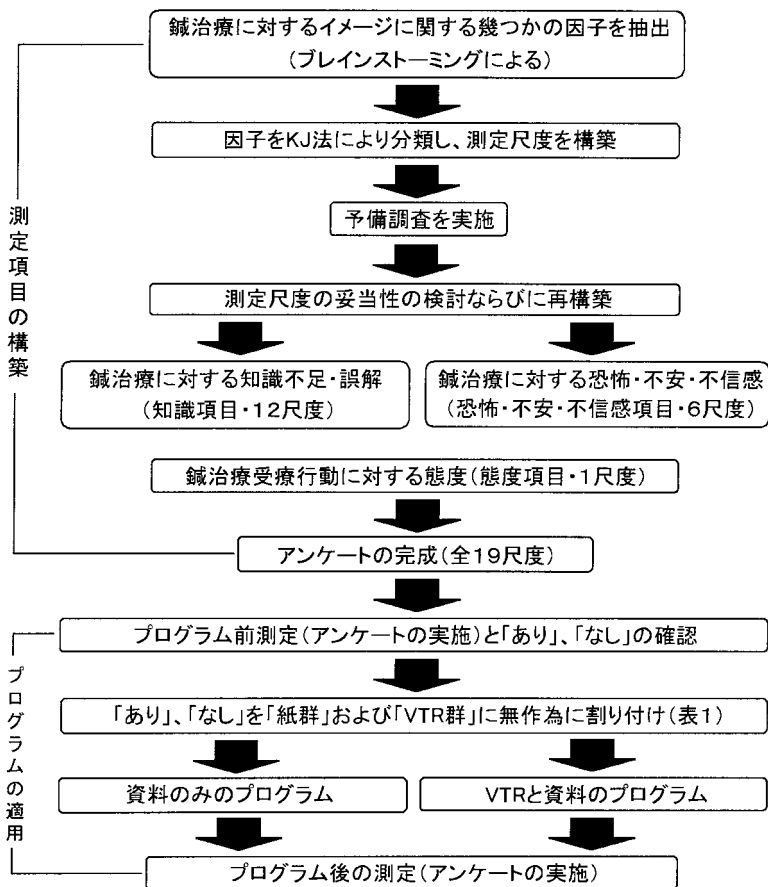 鍼治療に対するイメージに関する幾つかの因子を抽出
(ブレインストーミングによる)
因子をKJ法により分類し、測定尺度を構築
予備調査を実施
測定尺度の妥当性の検討ならびに再構築
鍼治療に対する知識不足・誤解
(知識項目・12尺度)
鍼治療に対する恐怖・不安・不信感
(恐怖・不安・不信感項目・6尺度)
鍼治療受療行動に対する態度(態度項目・1尺度)
アンケートの完成(全19尺度)
測定項目の構築
プログラム前測定(アンケートの実施)と「あり」、「なし」の確認
「あり」、「なし」を「紙群」および「VTR群」に無作為に割り付け(表1)
資料のみのプログラム
VTRと資料のプログラム
プログラム後の測定(アンケートの実施)
プログラムの適用